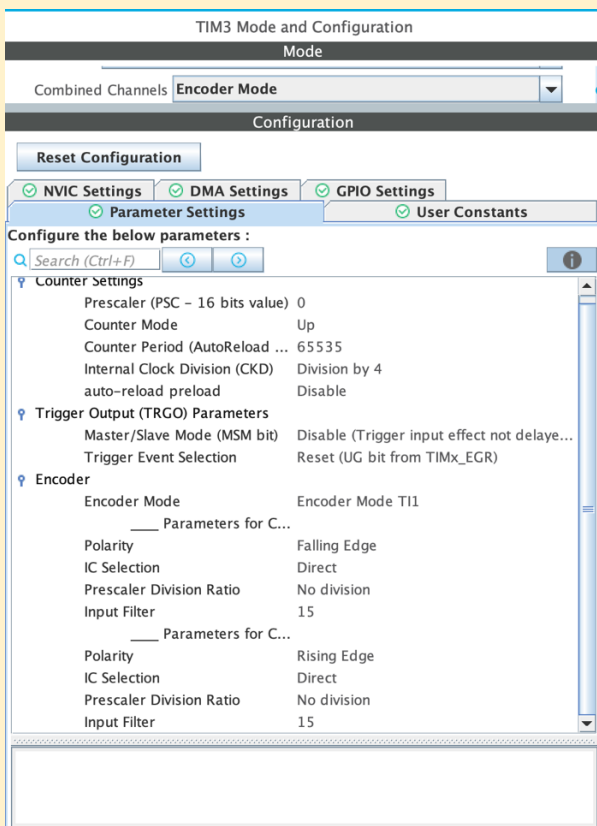 TIM3 Mode and Configuration
Mode
Combined Channels Encoder Mode
Configuration
Reset Configuration
NVIC Settings DMA Settings GPIO Settings
Parameter Settings User Constants
Configure the below parameters :
Search (Ctrl+F)
Counter Settings
Prescaler (PSC - 16 bits value) 0
Counter Mode Up
Counter Period (AutoReload ... 65535
Internal Clock Division (CKD) Division by 4
auto-reload preload Disable
Trigger Output (TRGO) Parameters
Master/Slave Mode (MSM bit) Disable (Trigger input effect not delaye...
Trigger Event Selection Reset (UG bit from TIMx_EGR)
Encoder
Encoder Mode Encoder Mode TI1
____ Parameters for C...
Polarity Falling Edge
IC Selection Direct
Prescaler Division Ratio No division
Input Filter 15
____ Parameters for C...
Polarity Rising Edge
IC Selection Direct
Prescaler Division Ratio No division
Input Filter 15